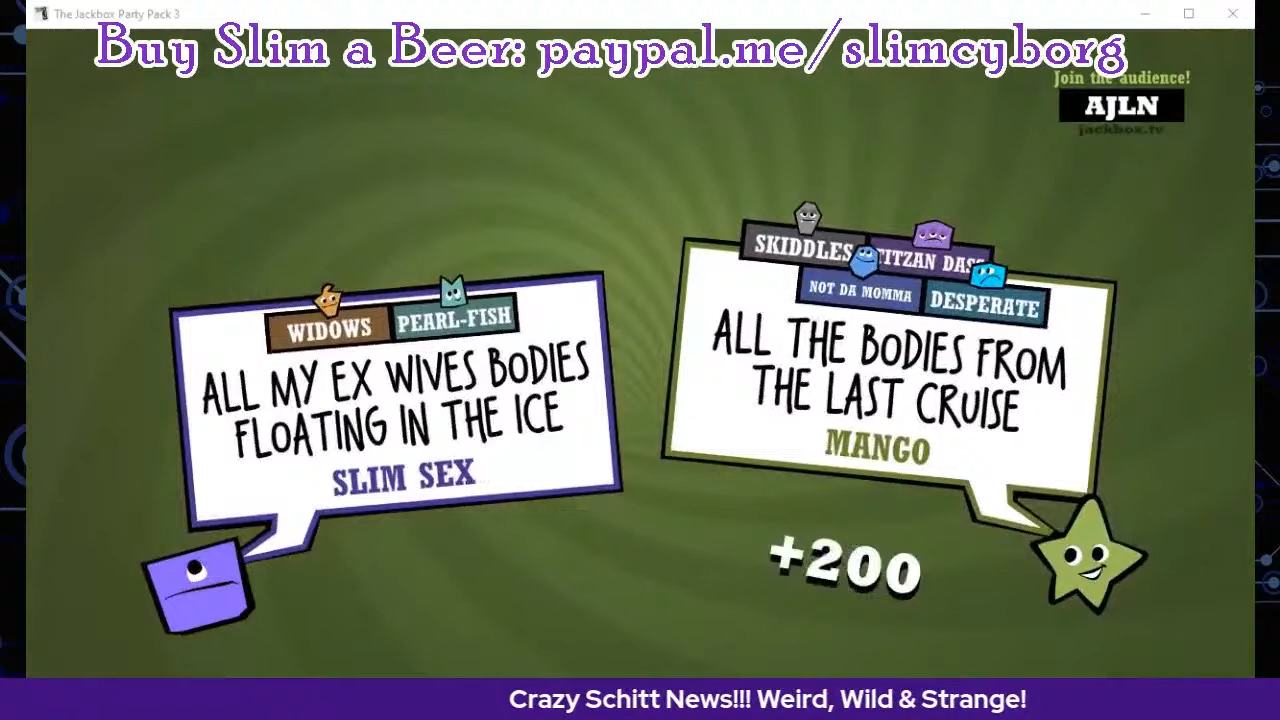 The Jackbox Party Pack 3
Buy Slim a Beer: paypal.me/slimcyborg
Join the audience!
AJLN
jackbox.tv
SKIDDLES
TITZAN DASS
NOT DA MOMMA
DESPERATE
WIDOWS
PEARL-FISH
ALL MY EX WIVES BODIES
FLOATING IN THE ICE
SLIM SEX
ALL THE BODIES FROM
THE LAST CRUISE
MANGO
+200
Crazy Schitt News!!! Weird, Wild & Strange!